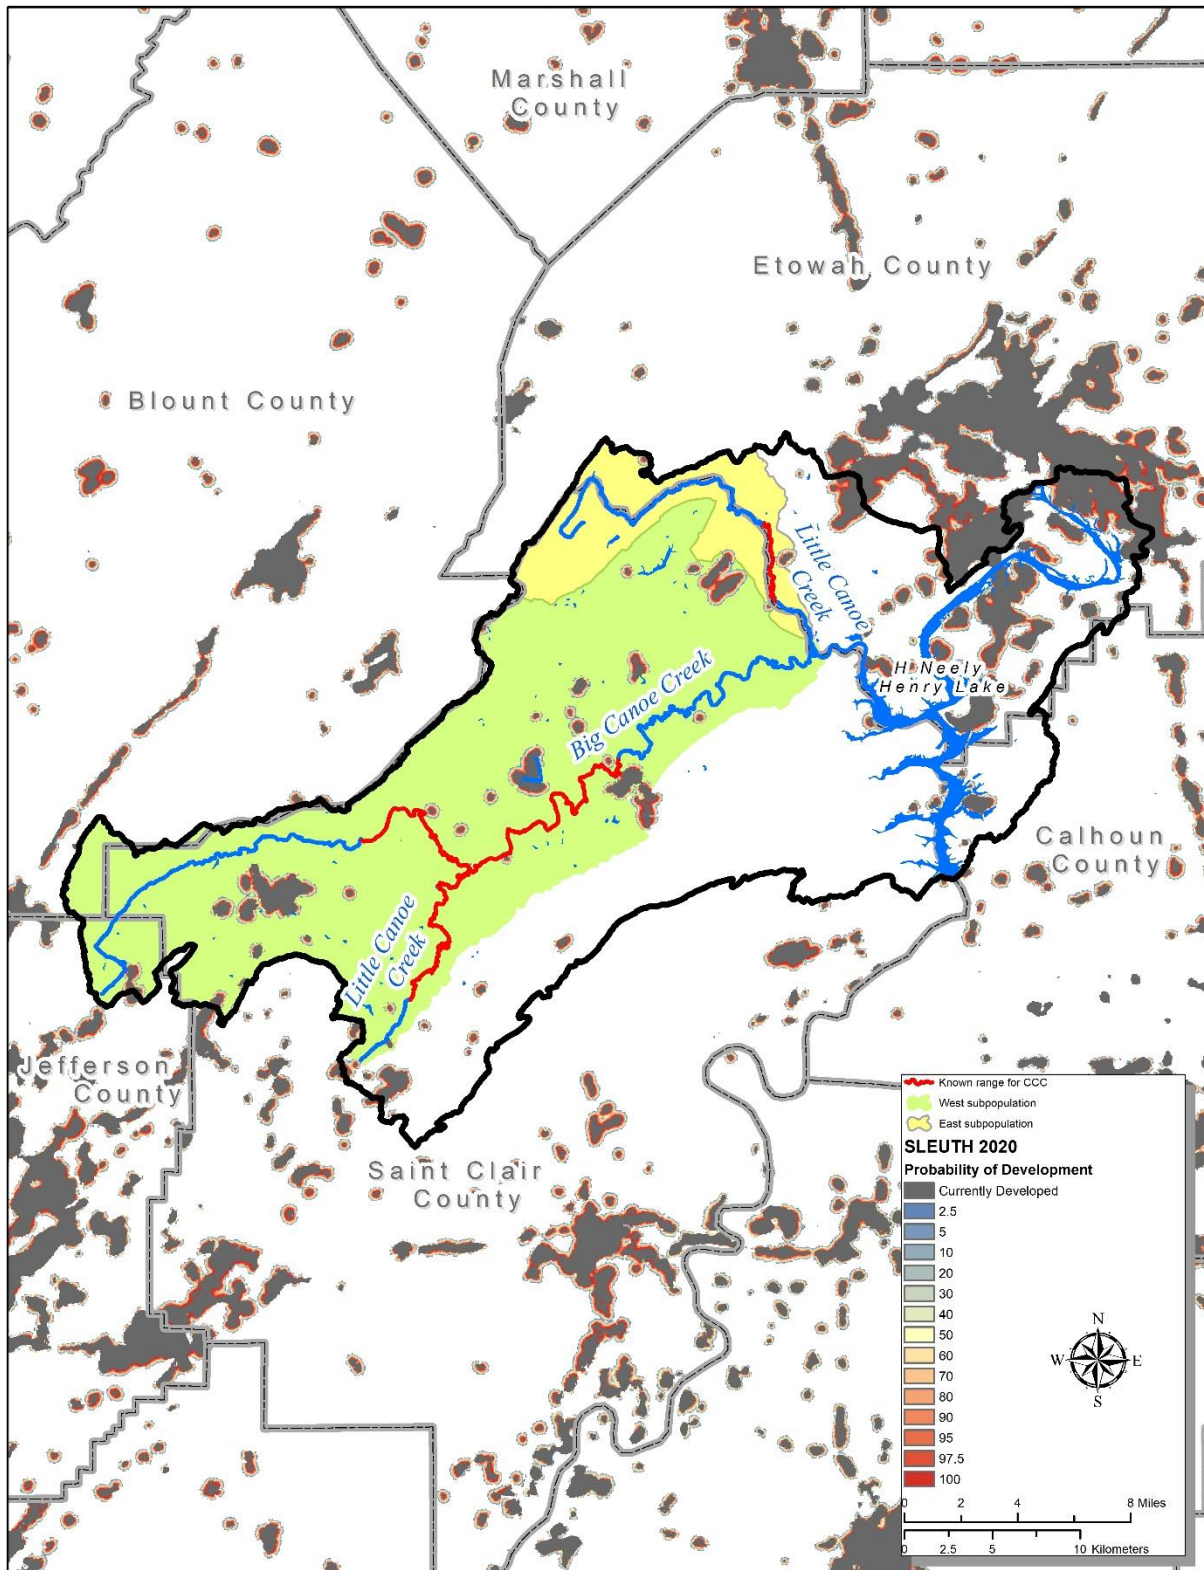 Marshall
County
Etowah County
Blount County
Little Canoe
Creek
H Neely
Henry Lake
Big Canoe Creek
Calhoun
County
Little Canoe
Creek
Jefferson
County
Saint Clair
County
Known range for CCC
West subpopulation
East subpopulation
SLEUTH 2020
Probability of Development
Currently Developed
2.5
5
10
20
30
40
50
60
70
80
90
95
97.5
100
N
W E
S
0 2 4 8 Miles
0 2.5 5 10 Kilometers